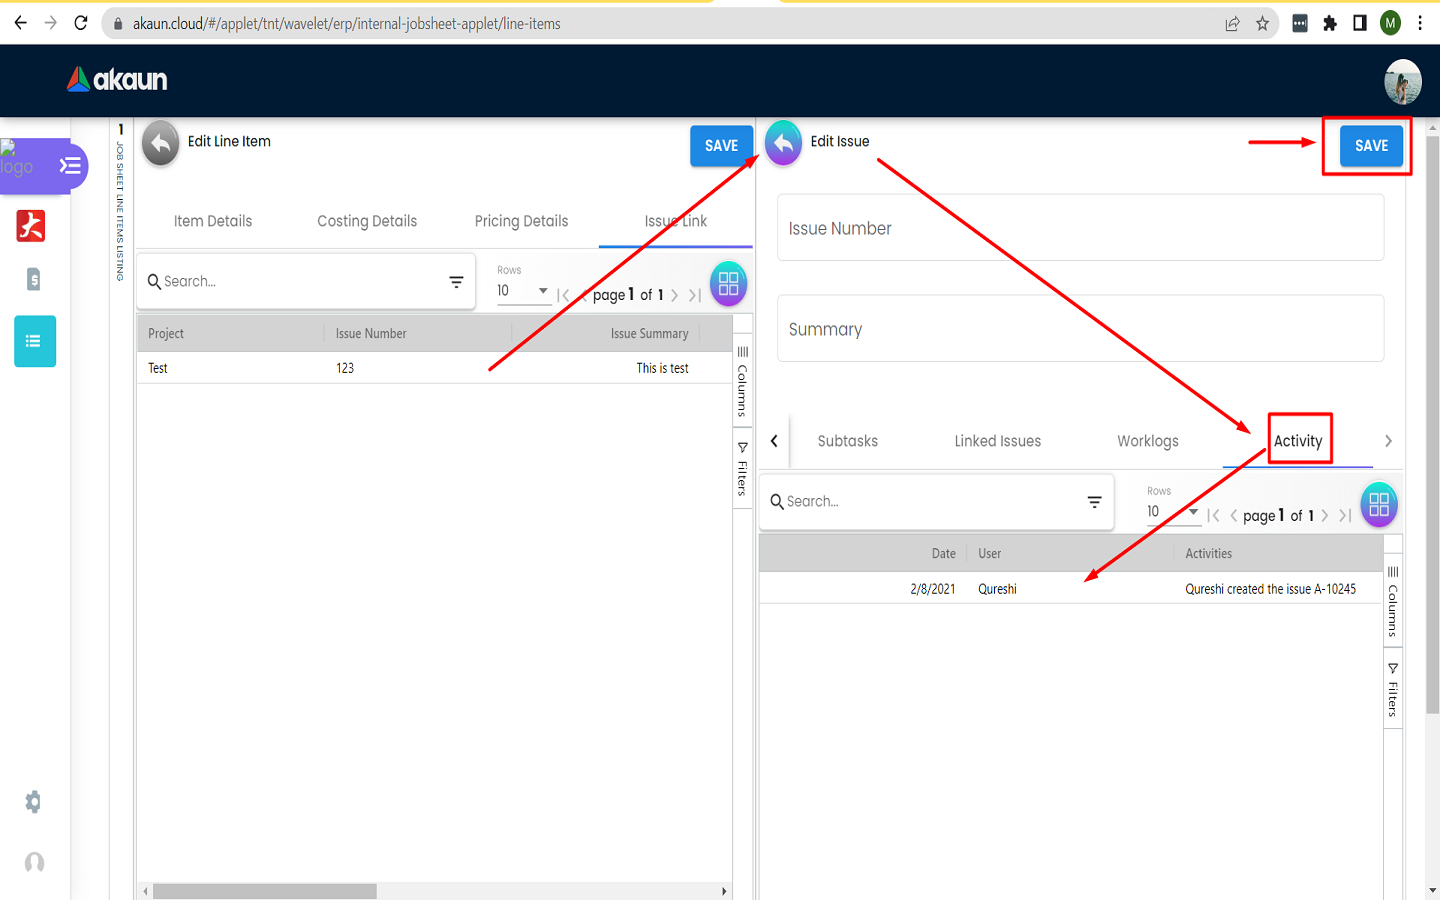 akaun.cloud/#/applet/tnt/wavelet/erp/internal-jobsheet-applet/line-items
M
akaun
logo
1
JOB SHEET LINE ITEMS LISTING
Edit Line Item
SAVE
Item Details
Costing Details
Pricing Details
Issue Link
Search...
Rows
10
page 1 of 1
Project
Issue Number
Issue Summary
Test
123
This is test
Columns
Filters
Edit Issue
SAVE
Issue Number
Summary
Subtasks
Linked Issues
Worklogs
Activity
Search...
Rows
10
page 1 of 1
Date
User
Activities
2/8/2021
Qureshi
Qureshi created the issue A-10245
Columns
Filters